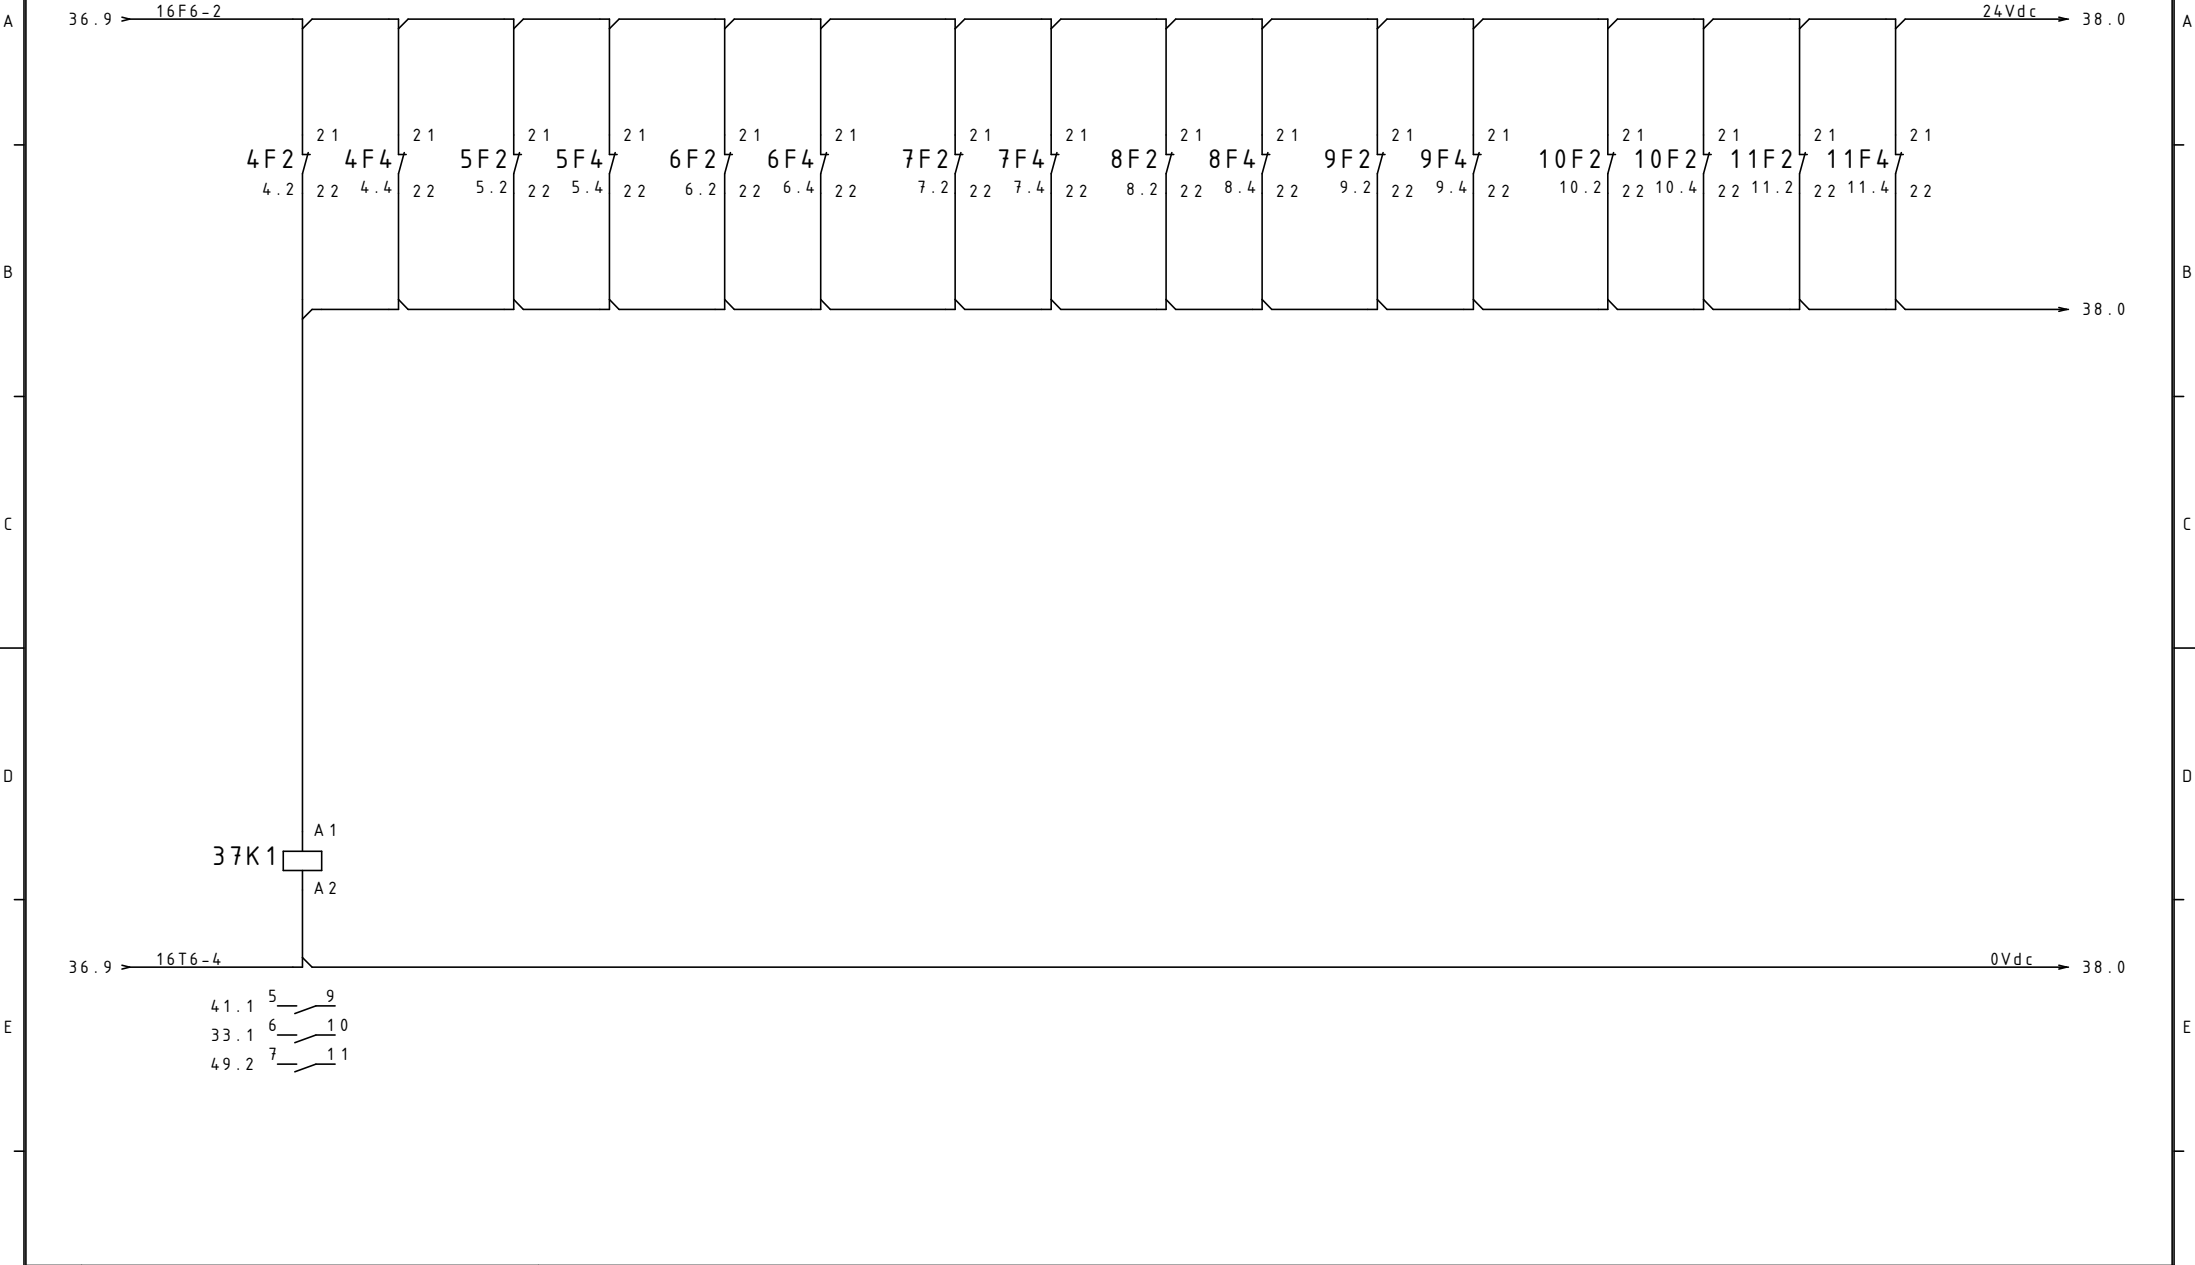 A 36.9 16F6-2 24Vdc 38.0 A
21 21 21 21 21 21 21 21 21 21 21 21 21 21 21 21
4F2 4F4 5F2 5F4 6F2 6F4 7F2 7F4 8F2 8F4 9F2 9F4 10F2 10F2 11F2 11F4
4.2 22 4.4 22 5.2 22 5.4 22 6.2 22 6.4 22 7.2 22 7.4 22 8.2 22 8.4 22 9.2 22 9.4 22 10.2 22 10.4 22 11.2 22 11.4 22
B B
38.0
C C
D D
A1
37K1
A2
36.9 16T6-4 0Vdc 38.0
41.1 5 9
E 33.1 6 10 E
49.2 7 11